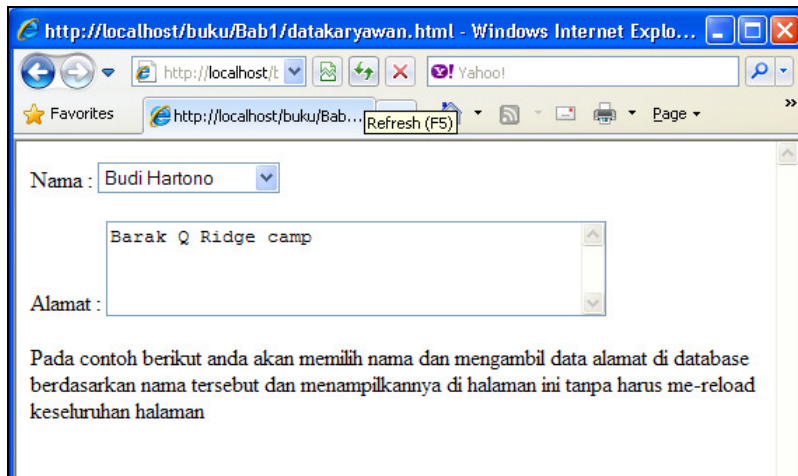 http://localhost/buku/Bab1/datakaryawan.html - Windows Internet Explo...
http://localhost/t Yahoo!
Favorites http://localhost/buku/Bab... Page
Refresh (F5)
Nama : Budi Hartono
Barak Q Ridge camp
Alamat :
Pada contoh berikut anda akan memilih nama dan mengambil data alamat di database
berdasarkan nama tersebut dan menampilkannya di halaman ini tanpa harus me-reload
keseluruhan halaman